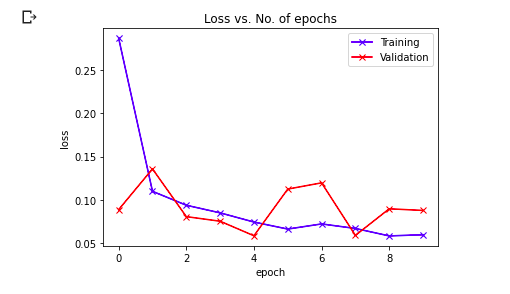 Loss vs. No. of epochs
Training
Validation
0.25
0.20
0.15
0.10
0.05
loss
0 2 4 6 8
epoch